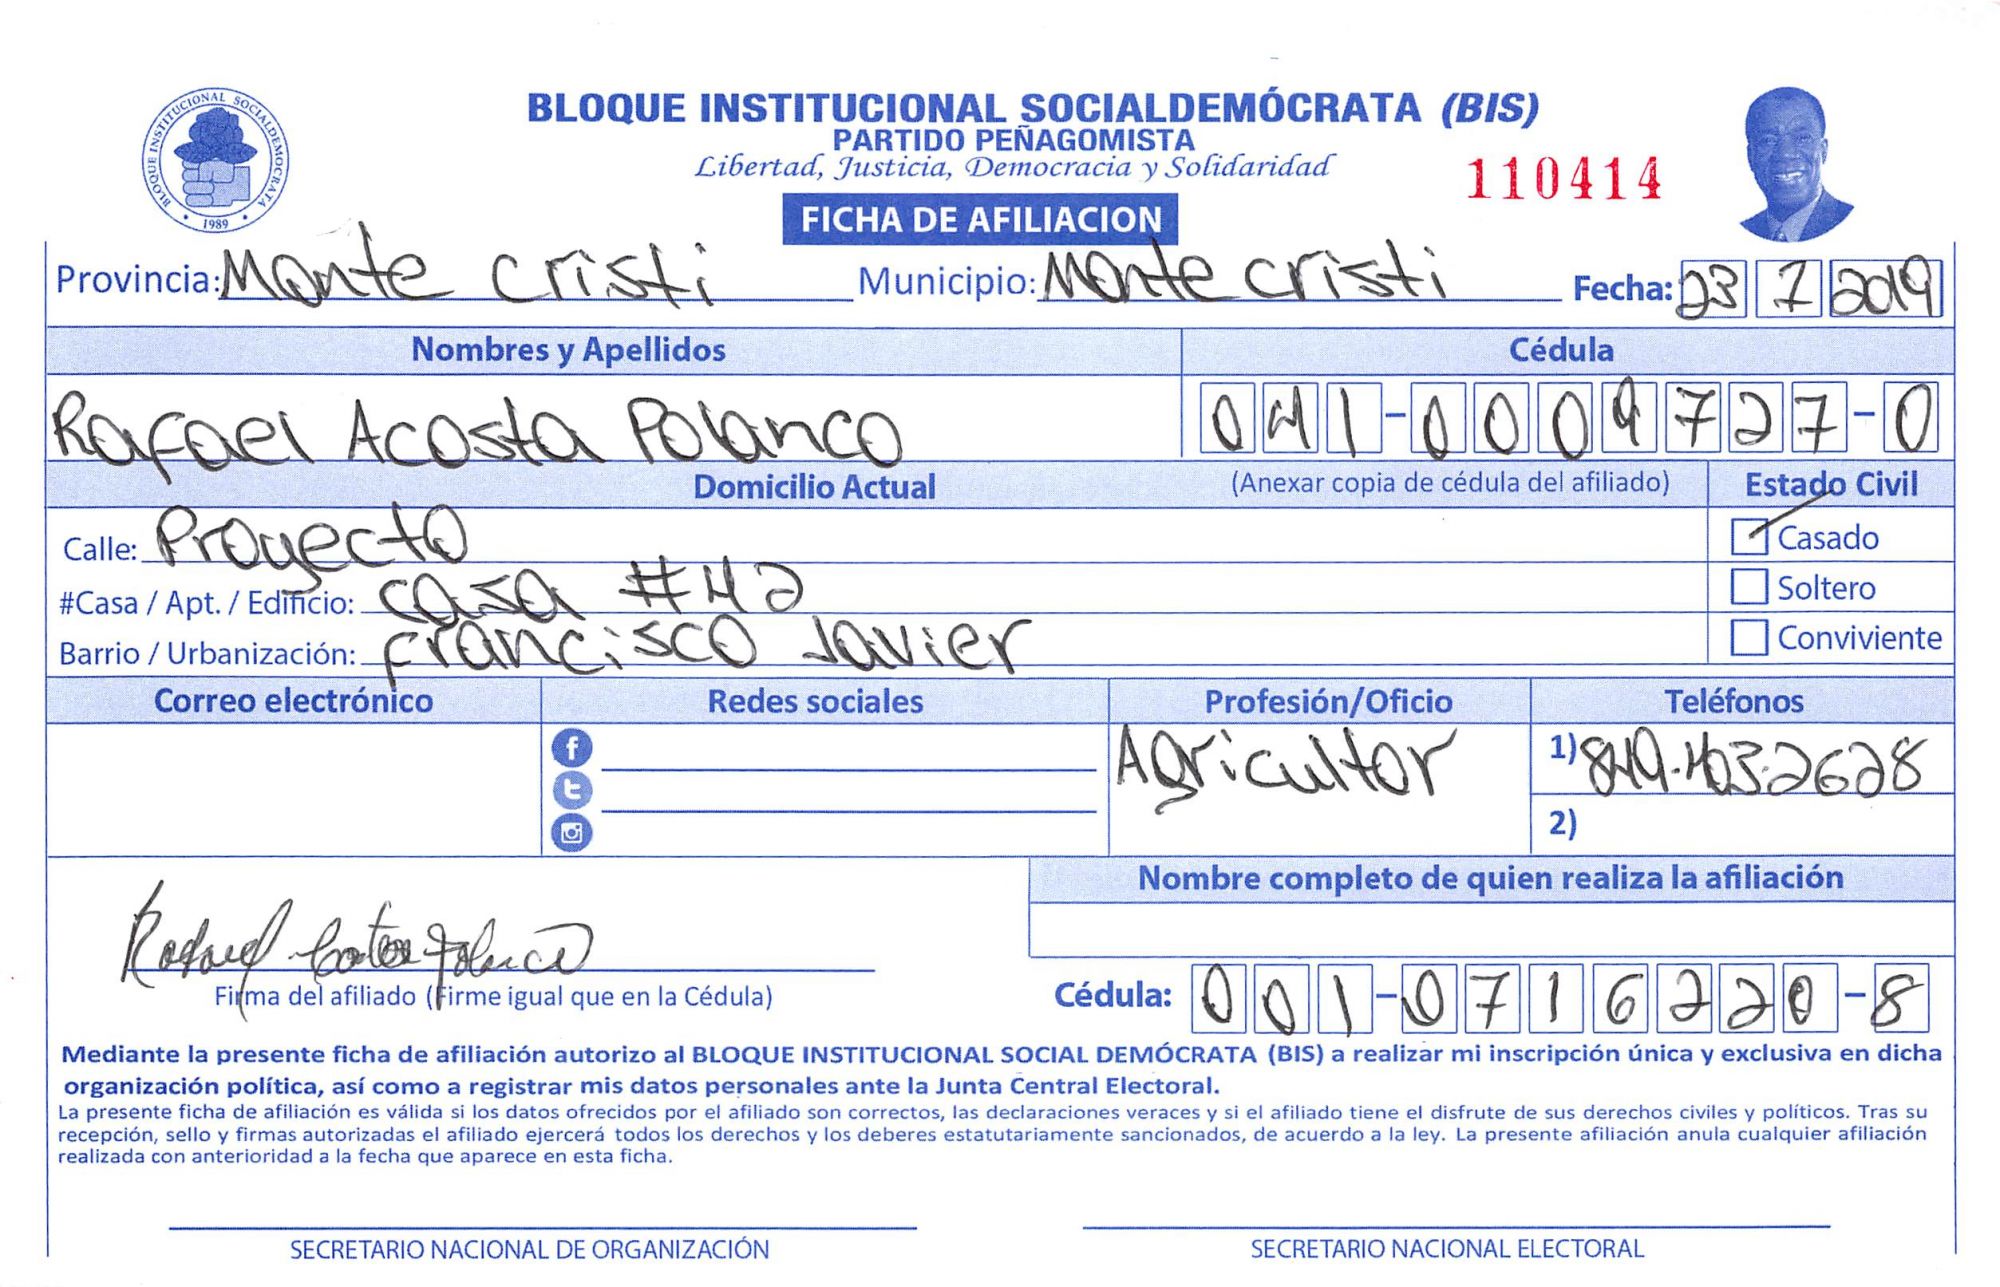 BLOQUE INSTITUCIONAL SOCIALDEMOCRATA
1989
BLOQUE INSTITUCIONAL SOCIALDEMÓCRATA (BIS)
PARTIDO PEÑAGOMISTA
Libertad, Justicia, Democracia y Solidaridad
110414
FICHA DE AFILIACION
Provincia: Monte cristi Municipio: Monte cristi Fecha: 23 7 2019
Nombres y Apellidos Cédula
Rafael Acosta Polanco 041-0009727-0
Domicilio Actual (Anexar copia de cédula del afiliado) Estado Civil
Calle: Proyecto Casado
#Casa / Apt. / Edificio: casa #42 Soltero
Barrio / Urbanización: Francisco Javier Conviviente
Correo electrónico Redes sociales Profesión/Oficio Teléfonos
Agricultor 1) 849-403-2628
2)
Nombre completo de quien realiza la afiliación
Rafael Acosta Polanco
Firma del afiliado (Firme igual que en la Cédula) Cédula: 001-0716220-8
Mediante la presente ficha de afiliación autorizo al BLOQUE INSTITUCIONAL SOCIAL DEMÓCRATA (BIS) a realizar mi inscripción única y exclusiva en dicha
organización política, así como a registrar mis datos personales ante la Junta Central Electoral.
La presente ficha de afiliación es válida si los datos ofrecidos por el afiliado son correctos, las declaraciones veraces y si el afiliado tiene el disfrute de sus derechos civiles y políticos. Tras su
recepción, sello y firmas autorizadas el afiliado ejercerá todos los derechos y los deberes estatutariamente sancionados, de acuerdo a la ley. La presente afiliación anula cualquier afiliación
realizada con anterioridad a la fecha que aparece en esta ficha.
SECRETARIO NACIONAL DE ORGANIZACIÓN SECRETARIO NACIONAL ELECTORAL